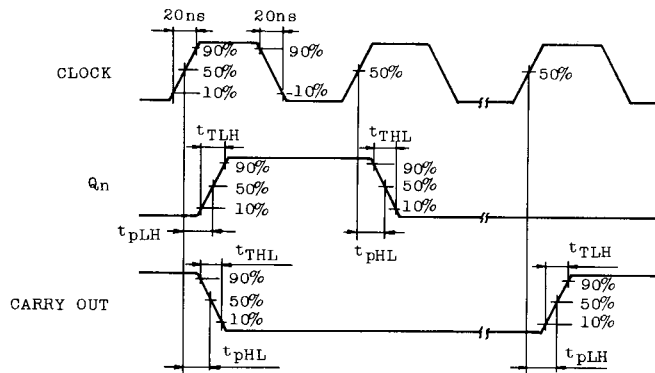 20ns 20ns
90% 90%
CLOCK 50% 50% 50%
10% 10%
tTLH tTHL
90% 90%
Qn 50% 50%
10% 10%
tpLH tpHL
tTHL tTLH
90% 90%
CARRY OUT 50% 50%
10% 10%
tpHL tpLH